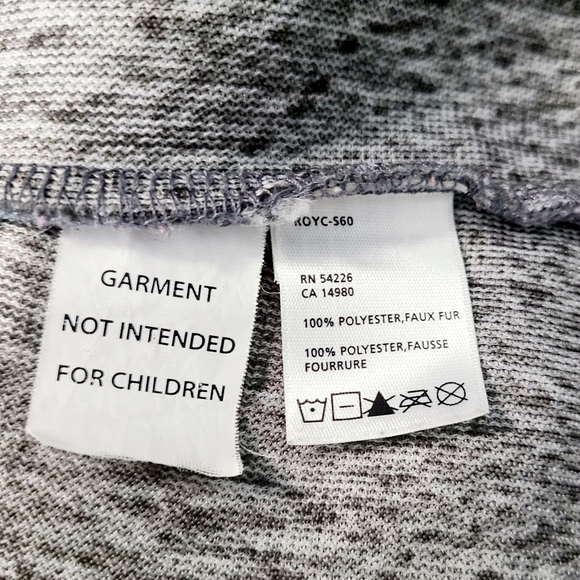 GARMENT
NOT INTENDED
FOR CHILDREN
ROYC-S60
RN 54226
CA 14980
100% POLYESTER,FAUX FUR
100% POLYESTER,FAUSSE
FOURRURE